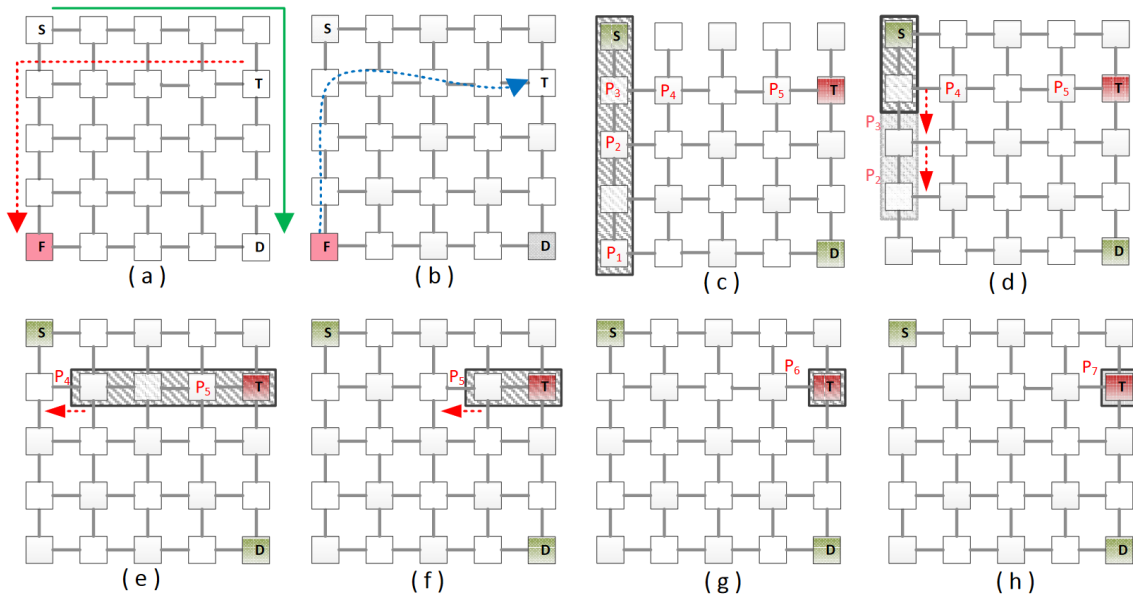 S
T
F
D
( a )
S
T
F
D
( b )
S
P3 P4 P5 T
P2
P1
D
( c )
S
P4 P5 T
P3
P2
D
( d )
S
P4 P5 T
D
( e )
S
P5 T
D
( f )
S
P6
T
D
( g )
S
P7
T
D
( h )